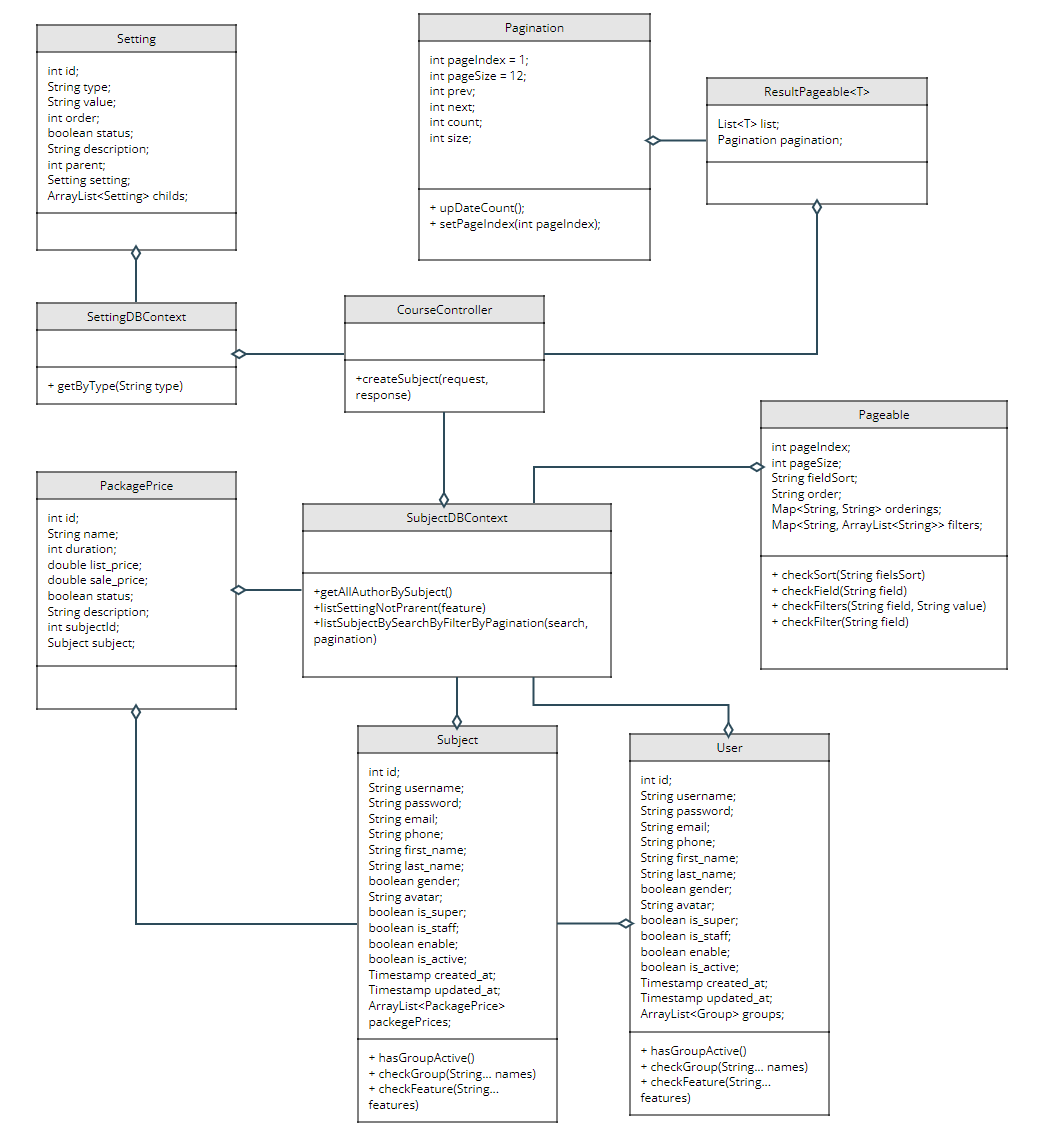 Setting
int id;
String type;
String value;
int order;
boolean status;
String description;
int parent;
Setting setting;
ArrayList<Setting> childs;
Pagination
int pageIndex = 1;
int pageSize = 12;
int prev;
int next;
int count;
int size;
+ upDateCount();
+ setPageIndex(int pageIndex);
ResultPageable<T>
List<T> list;
Pagination pagination;
SettingDBContext
+ getByType(String type)
CourseController
+createSubject(request,
response)
Pageable
int pageIndex;
int pageSize;
String fieldSort;
String order;
Map<String, String> orderings;
Map<String, ArrayList<String>> filters;
+ checkSort(String fielsSort)
+ checkField(String field)
+ checkFilters(String field, String value)
+ checkFilter(String field)
PackagePrice
int id;
String name;
int duration;
double list_price;
double sale_price;
boolean status;
String description;
int subjectId;
Subject subject;
SubjectDBContext
+getAllAuthorBySubject()
+listSettingNotPrarent(feature)
+listSubjectBySearchByFilterByPagination(search,
pagination)
Subject
int id;
String username;
String password;
String email;
String phone;
String first_name;
String last_name;
boolean gender;
String avatar;
boolean is_super;
boolean is_staff;
boolean enable;
boolean is_active;
Timestamp created_at;
Timestamp updated_at;
ArrayList<PackagePrice>
packegePrices;
+ hasGroupActive()
+ checkGroup(String... names)
+ checkFeature(String...
features)
User
int id;
String username;
String password;
String email;
String phone;
String first_name;
String last_name;
boolean gender;
String avatar;
boolean is_super;
boolean is_staff;
boolean enable;
boolean is_active;
Timestamp created_at;
Timestamp updated_at;
ArrayList<Group> groups;
+ hasGroupActive()
+ checkGroup(String... names)
+ checkFeature(String...
features)